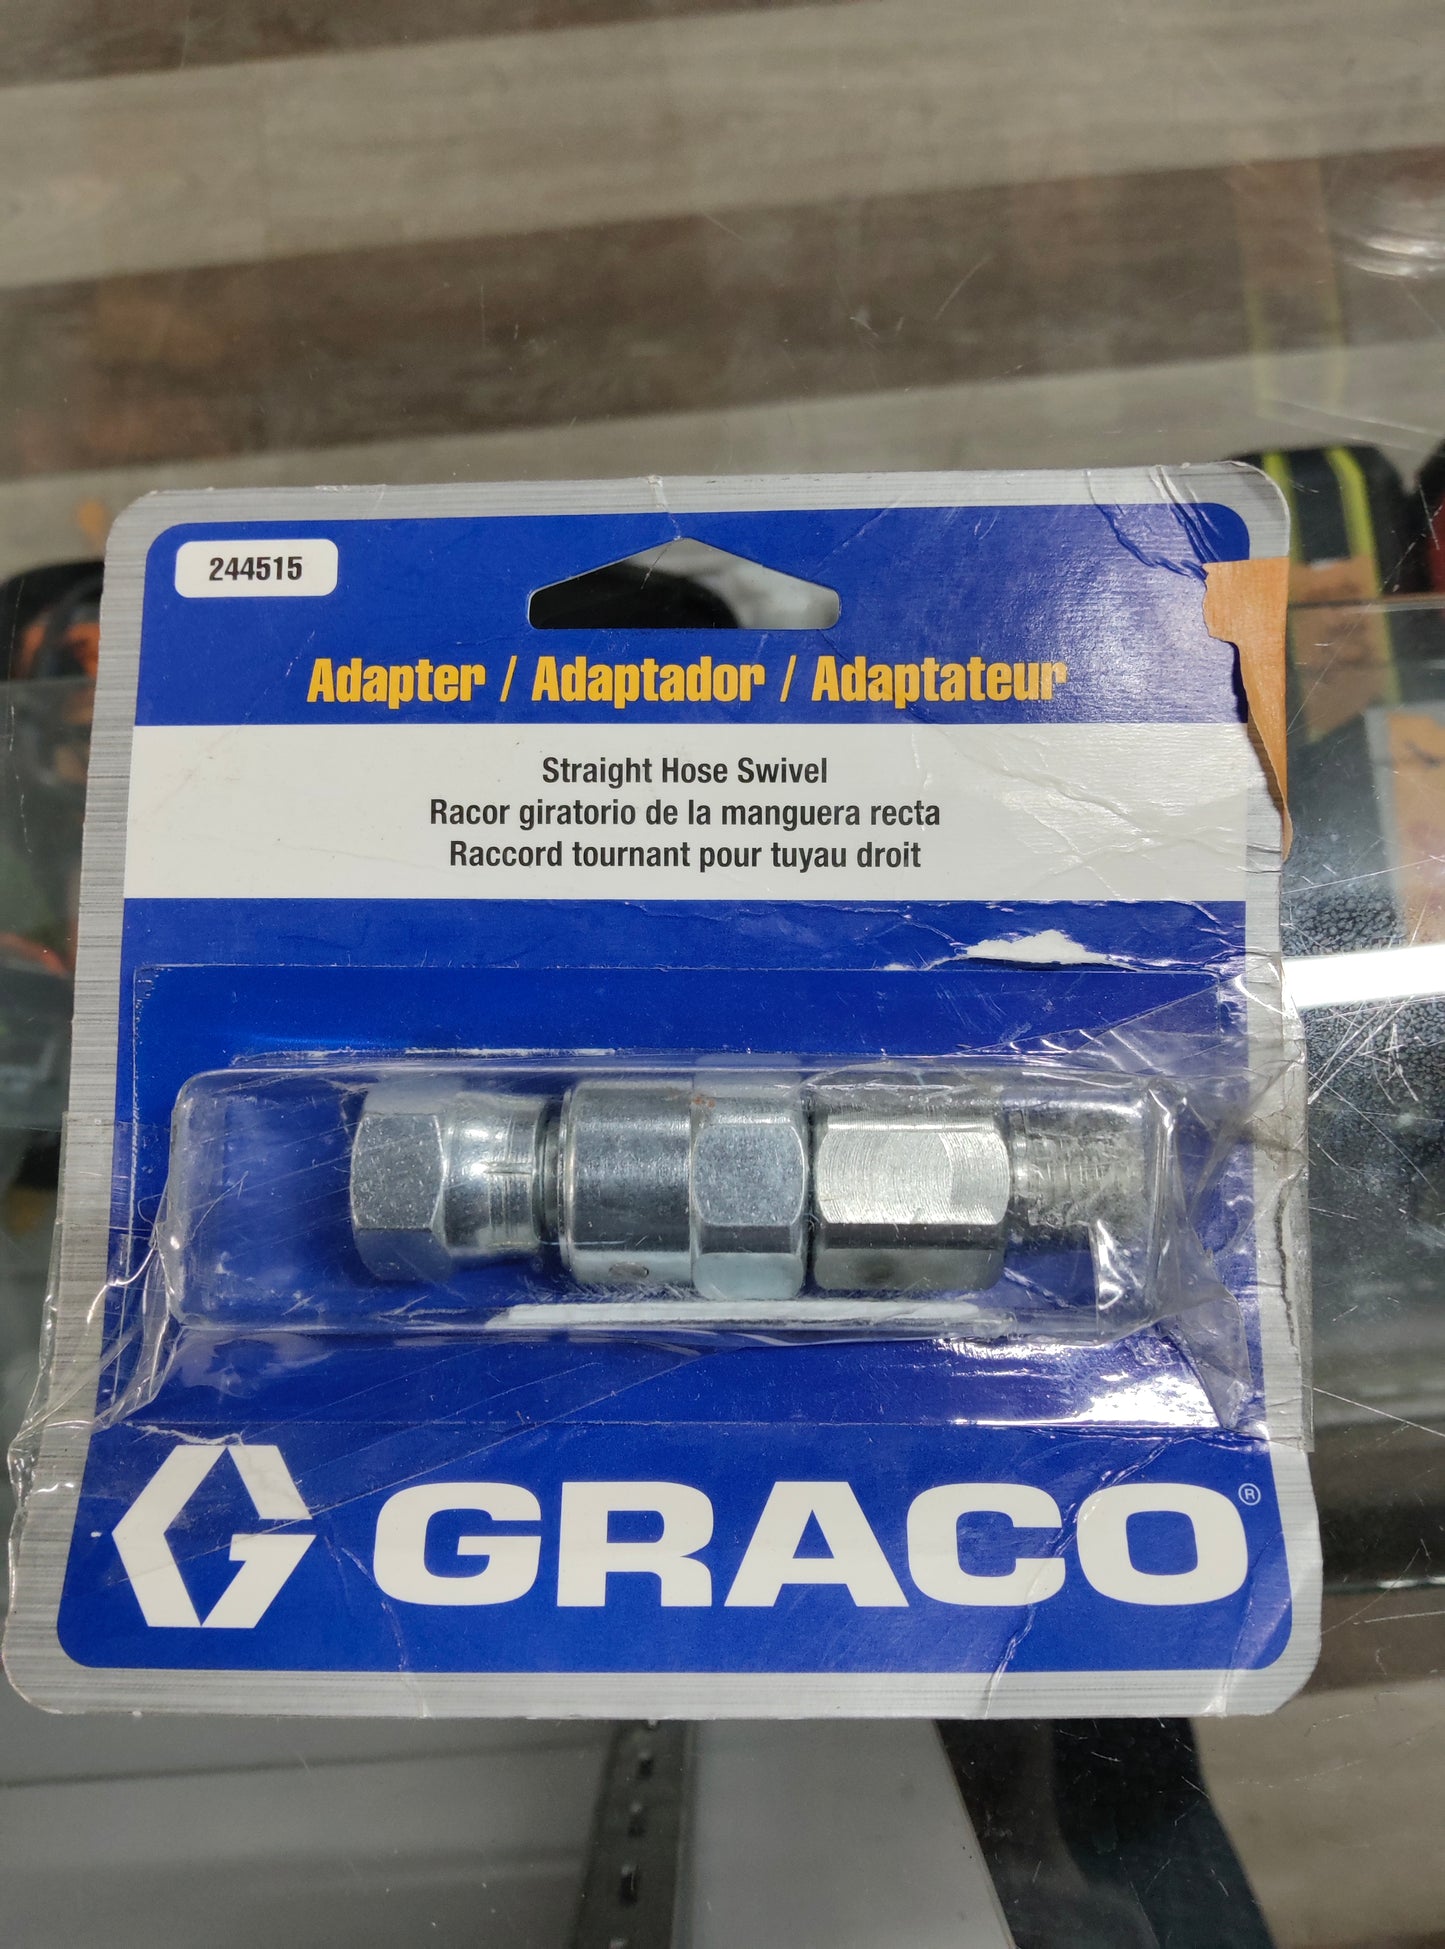 244515
Adapter / Adaptador / Adaptateur
Straight Hose Swivel
Racor giratorio de la manguera recta
Raccord tournant pour tuyau droit
GRACO®